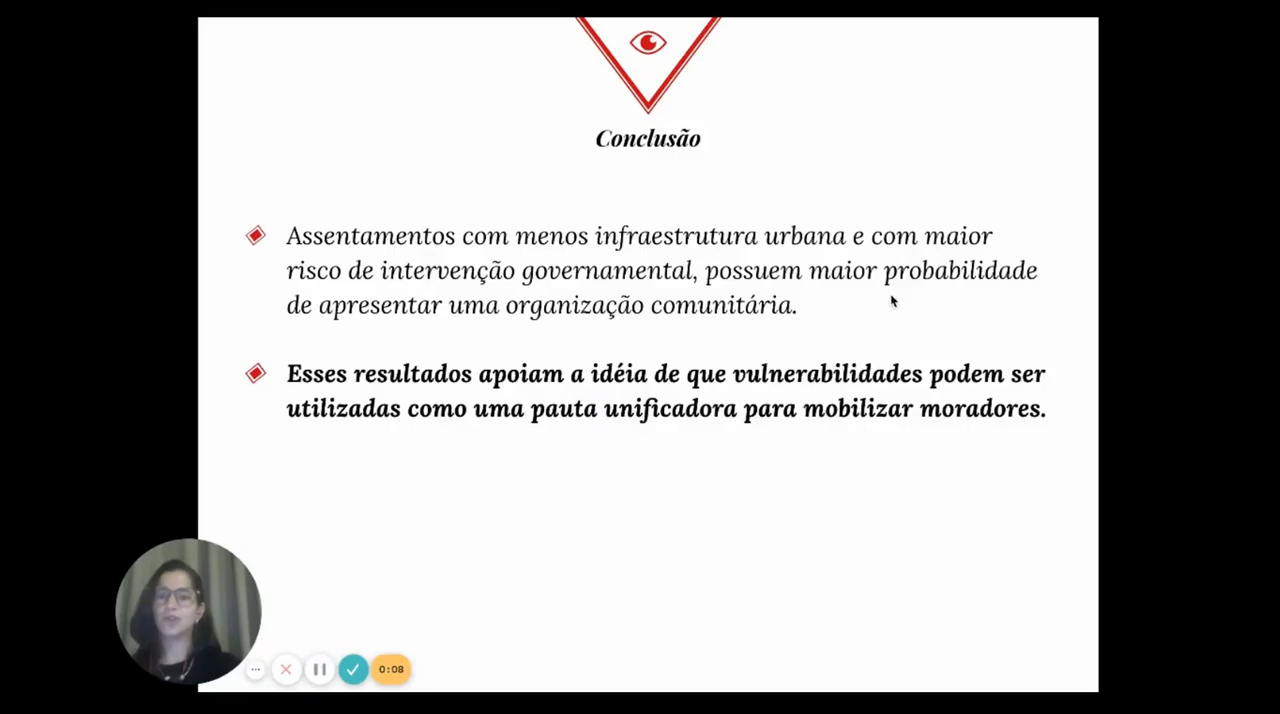 Conclusão
Assentamentos com menos infraestrutura urbana e com maior
risco de intervenção governamental, possuem maior probabilidade
de apresentar uma organização comunitária.
Esses resultados apoiam a idéia de que vulnerabilidades podem ser
utilizadas como uma pauta unificadora para mobilizar moradores.
0:08